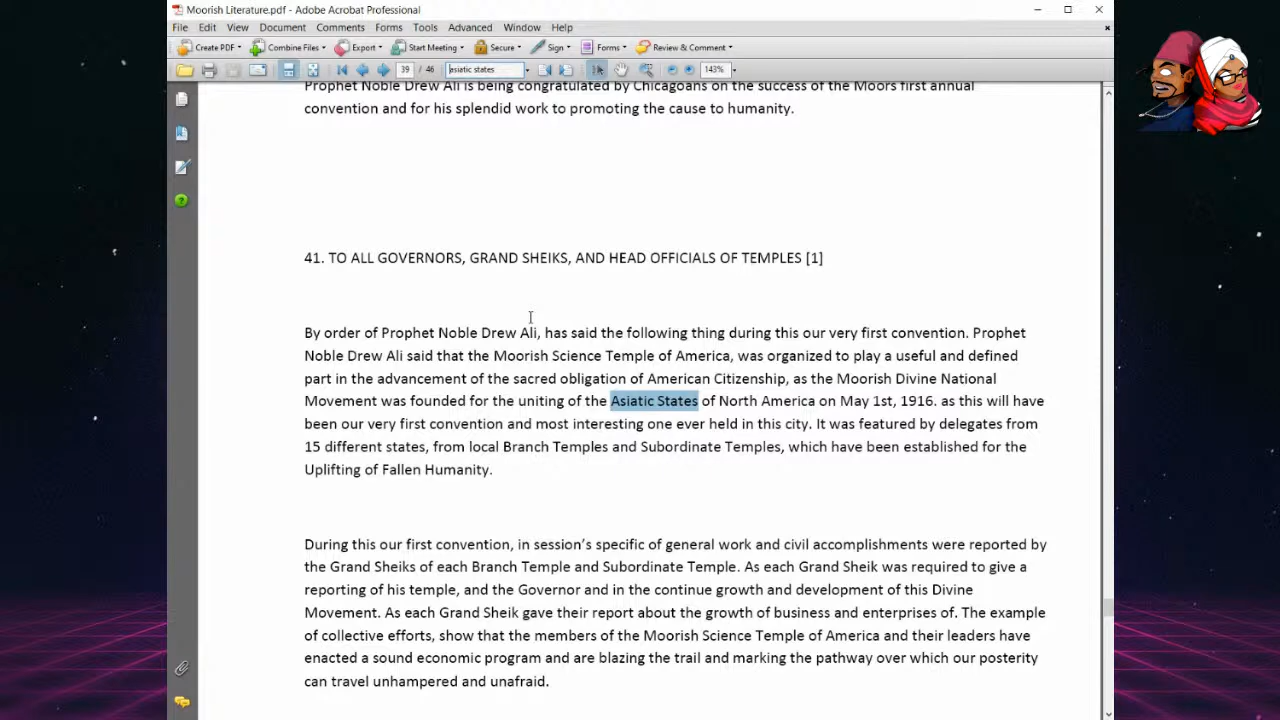 Moorish Literature.pdf - Adobe Acrobat Professional
File Edit View Document Comments Forms Tools Advanced Window Help
Create PDF Combine Files Export Start Meeting Secure Sign Forms Review & Comment
39 / 46 asiatic states 143%
Prophet Noble Drew Ali is being congratulated by Chicagoans on the success of the Moors first annual
convention and for his splendid work to promoting the cause to humanity.
41. TO ALL GOVERNORS, GRAND SHEIKS, AND HEAD OFFICIALS OF TEMPLES [1]
By order of Prophet Noble Drew Ali, has said the following thing during this our very first convention. Prophet
Noble Drew Ali said that the Moorish Science Temple of America, was organized to play a useful and defined
part in the advancement of the sacred obligation of American Citizenship, as the Moorish Divine National
Movement was founded for the uniting of the Asiatic States of North America on May 1st, 1916. as this will have
been our very first convention and most interesting one ever held in this city. It was featured by delegates from
15 different states, from local Branch Temples and Subordinate Temples, which have been established for the
Uplifting of Fallen Humanity.
During this our first convention, in session's specific of general work and civil accomplishments were reported by
the Grand Sheiks of each Branch Temple and Subordinate Temple. As each Grand Sheik was required to give a
reporting of his temple, and the Governor and in the continue growth and development of this Divine
Movement. As each Grand Sheik gave their report about the growth of business and enterprises of. The example
of collective efforts, show that the members of the Moorish Science Temple of America and their leaders have
enacted a sound economic program and are blazing the trail and marking the pathway over which our posterity
can travel unhampered and unafraid.